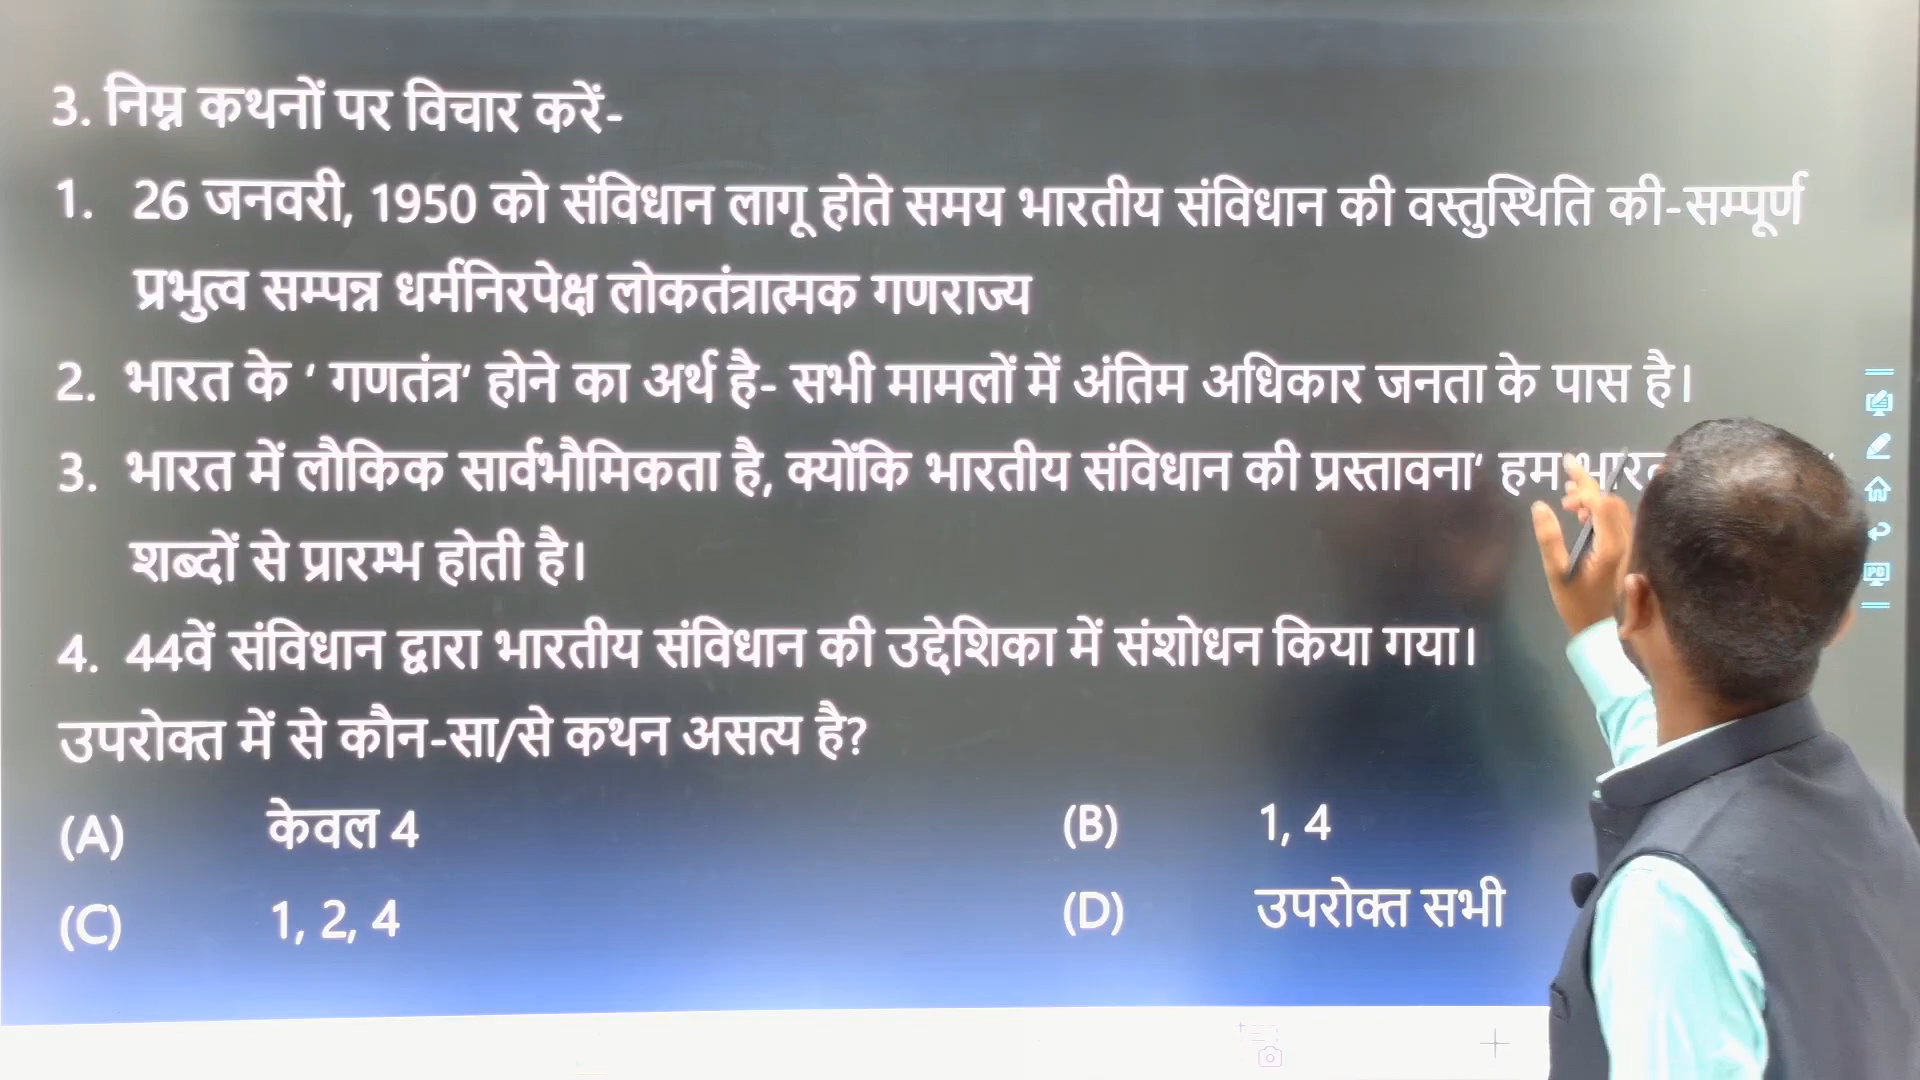 3. निम्न कथनों पर विचार करें-
1. 26 जनवरी, 1950 को संविधान लागू होते समय भारतीय संविधान की वस्तुस्थिति की-सम्पूर्ण
प्रभुत्व सम्पन्न धर्मनिरपेक्ष लोकतंत्रात्मक गणराज्य
2. भारत के ‘ गणतंत्र’ होने का अर्थ है- सभी मामलों में अंतिम अधिकार जनता के पास है।
3. भारत में लौकिक सार्वभौमिकता है, क्योंकि भारतीय संविधान की प्रस्तावना‘ हम
शब्दों से प्रारम्भ होती है।
4. 44वें संविधान द्वारा भारतीय संविधान की उद्देशिका में संशोधन किया गया।
उपरोक्त में से कौन-सा/से कथन असत्य है?
(A) केवल 4 (B) 1, 4
(C) 1, 2, 4 (D) उपरोक्त सभी